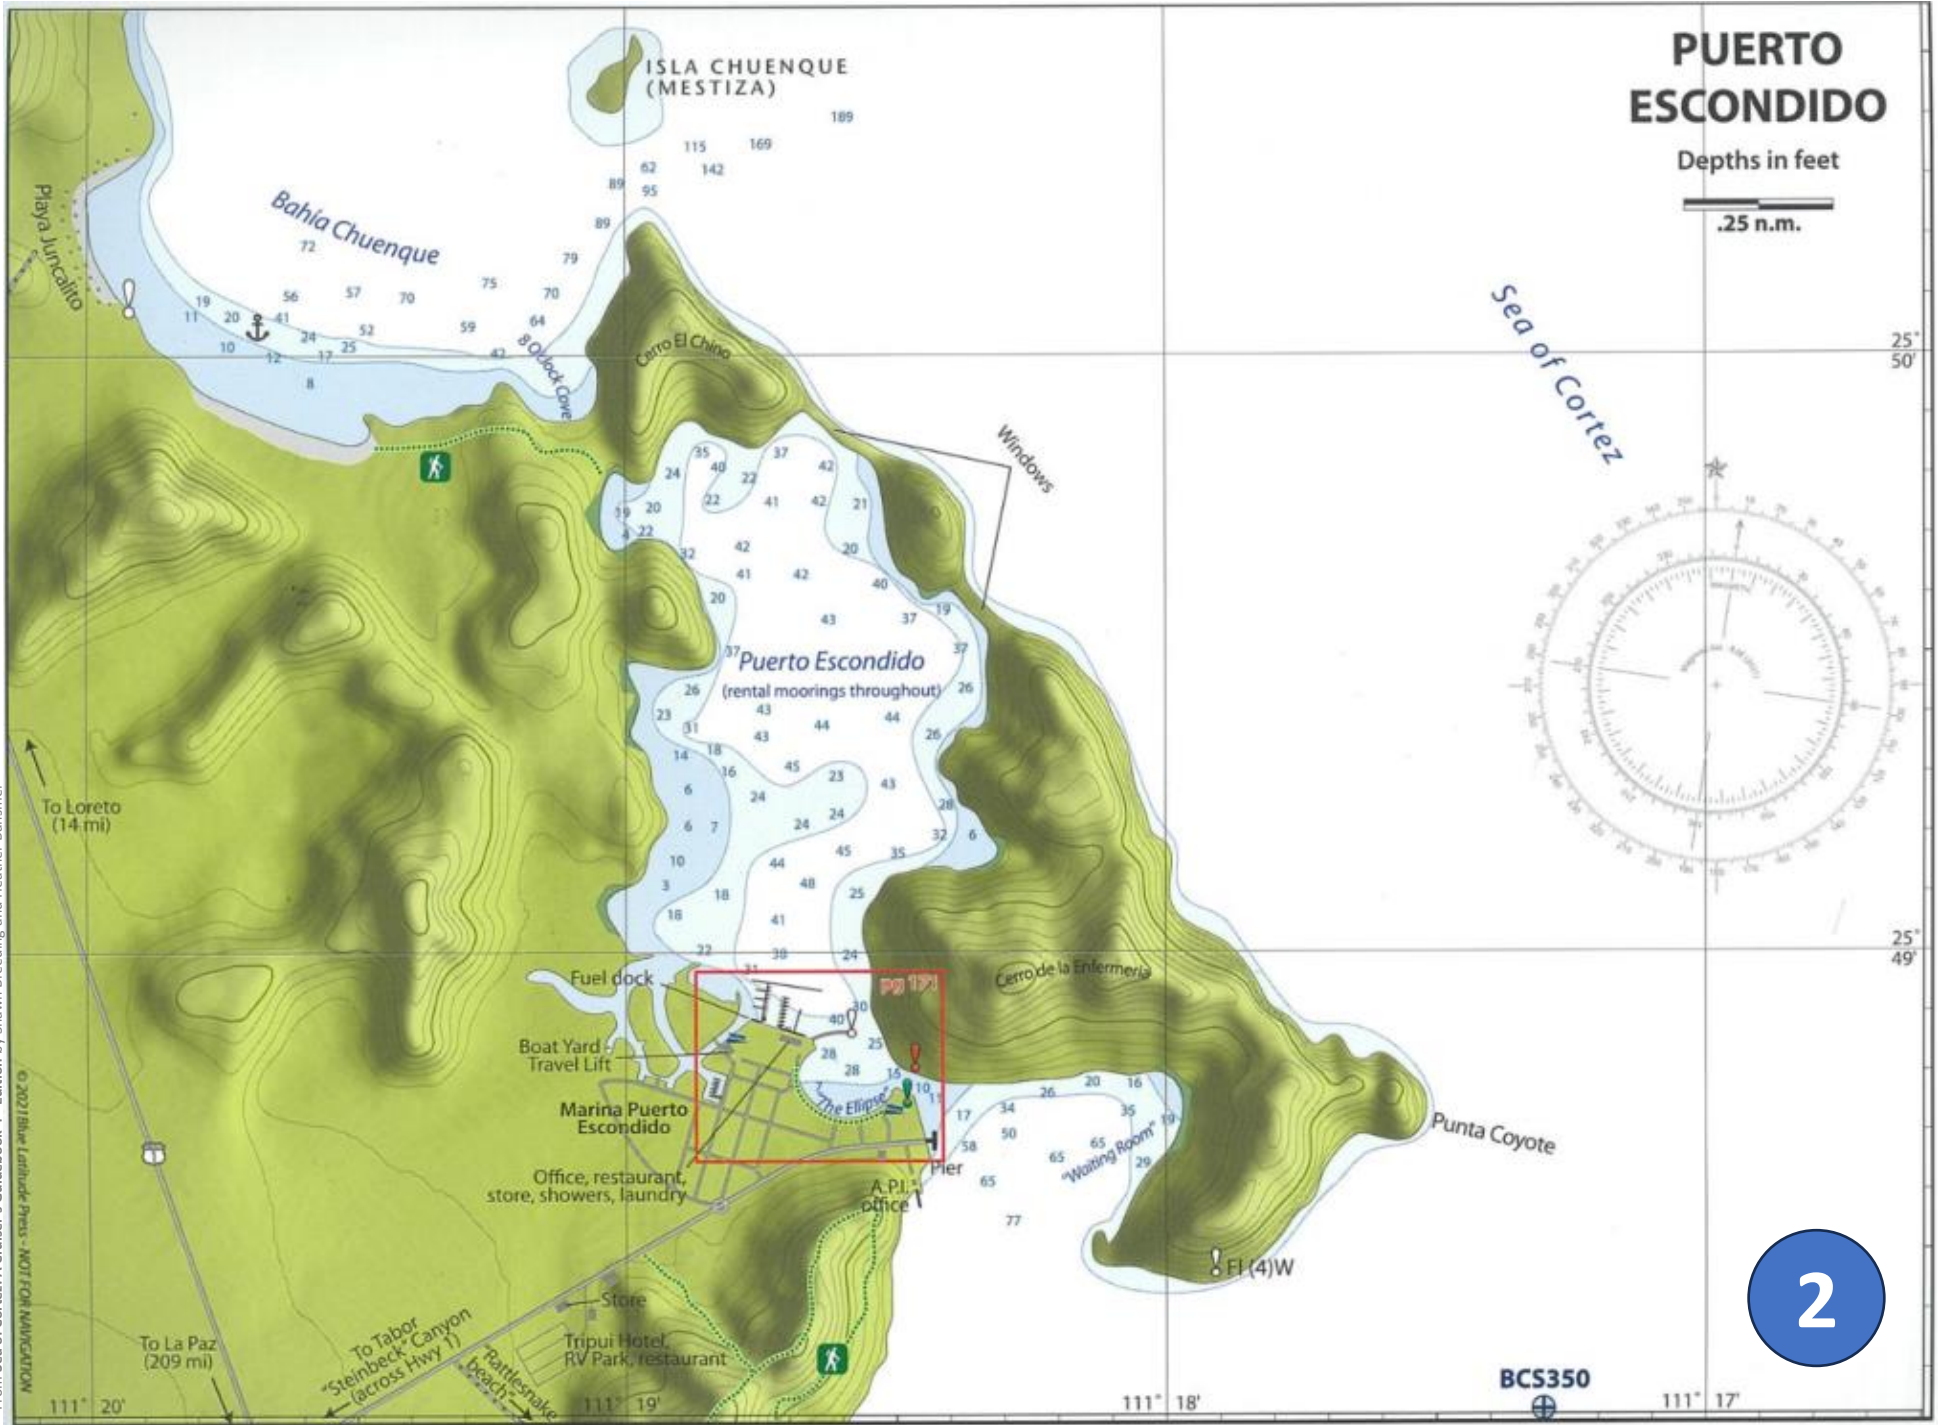 PUERTO
ESCONDIDO
Depths in feet
.25 n.m.
ISLA CHUENQUE
(MESTIZA)
189
115
169
62
142
89
95
89
Bahía Chuenque
72
79
75
70
56
57
70
19
11
20
41
64
24
52
59
10
25
12
17
42
8
Playa Juncalito
8 O'clock Cove
Cerro El Chino
Windows
Sea of Cortez
25° 50'
35
40
37
42
24
22
20
22
41
42
21
19
4
22
32
42
20
41
42
40
20
43
37
19
37
37
Puerto Escondido
(rental moorings throughout)
26
26
23
43
44
44
31
43
26
14
18
16
45
23
43
6
24
28
24
6
7
24
32
6
10
44
45
35
3
48
18
25
18
41
22
39
24
31
25° 49'
To Loreto
(14 mi)
Cerro de la Enfermería
pg 131
Fuel dock
30
40
Boat Yard -
Travel Lift
28
25
28
15
7
10
11
"The Ellipse"
Marina Puerto
Escondido
17
34
26
20
16
35
19
50
58
65
65
29
65
77
"Waiting Room"
Punta Coyote
Pier
A.P.I.
office
Office, restaurant,
store, showers, laundry
Fl (4)W
1
Store
Tripui Hotel,
RV Park, restaurant
To La Paz
(209 mi)
To Tabor
"Steinbeck" Canyon
(across Hwy 1)
"Rattlesnake
beach"
BCS350
2
111° 20'
111° 19'
111° 18'
111° 17'
©2021 Blue Latitude Press - NOT FOR NAVIGATION